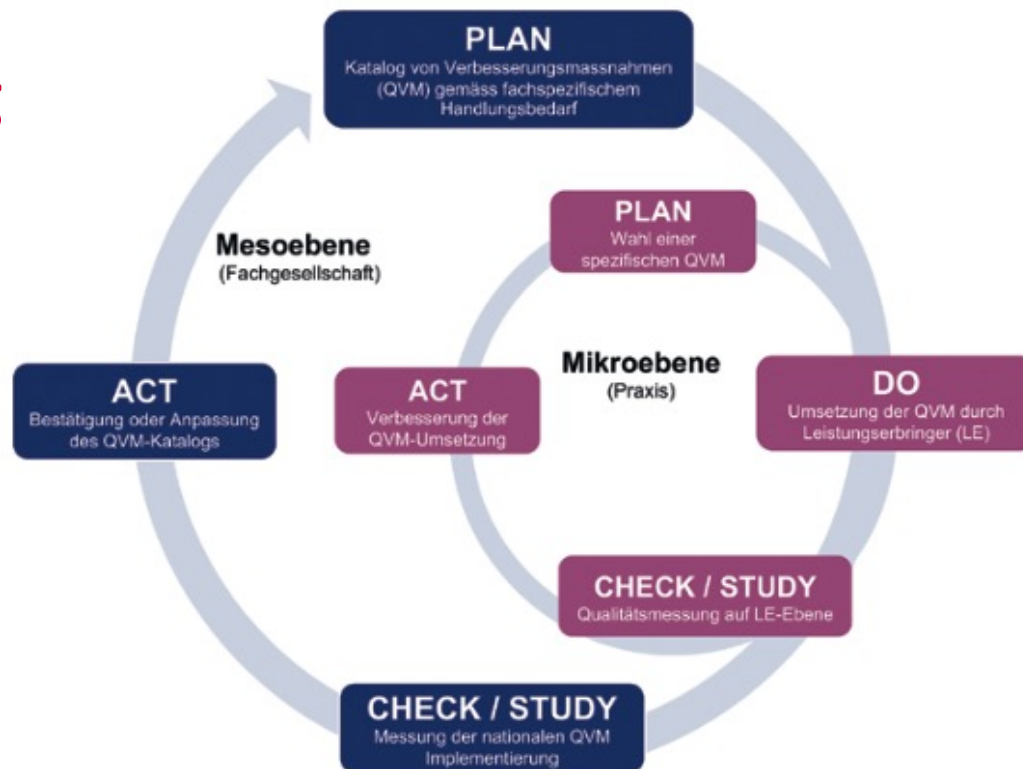 PLAN
Katalog von Verbesserungsmassnahmen
(QVM) gemäss fachspezifischem
Handlungsbedarf
PLAN
Wahl einer
spezifischen QVM
Mesoebene
(Fachgesellschaft)
Mikroebene
(Praxis)
ACT
Bestätigung oder Anpassung
des QVM-Katalogs
ACT
Verbesserung der
QVM-Umsetzung
DO
Umsetzung der QVM durch
Leistungserbringer (LE)
CHECK / STUDY
Qualitätsmessung auf LE-Ebene
CHECK / STUDY
Messung der nationalen QVM
Implementierung